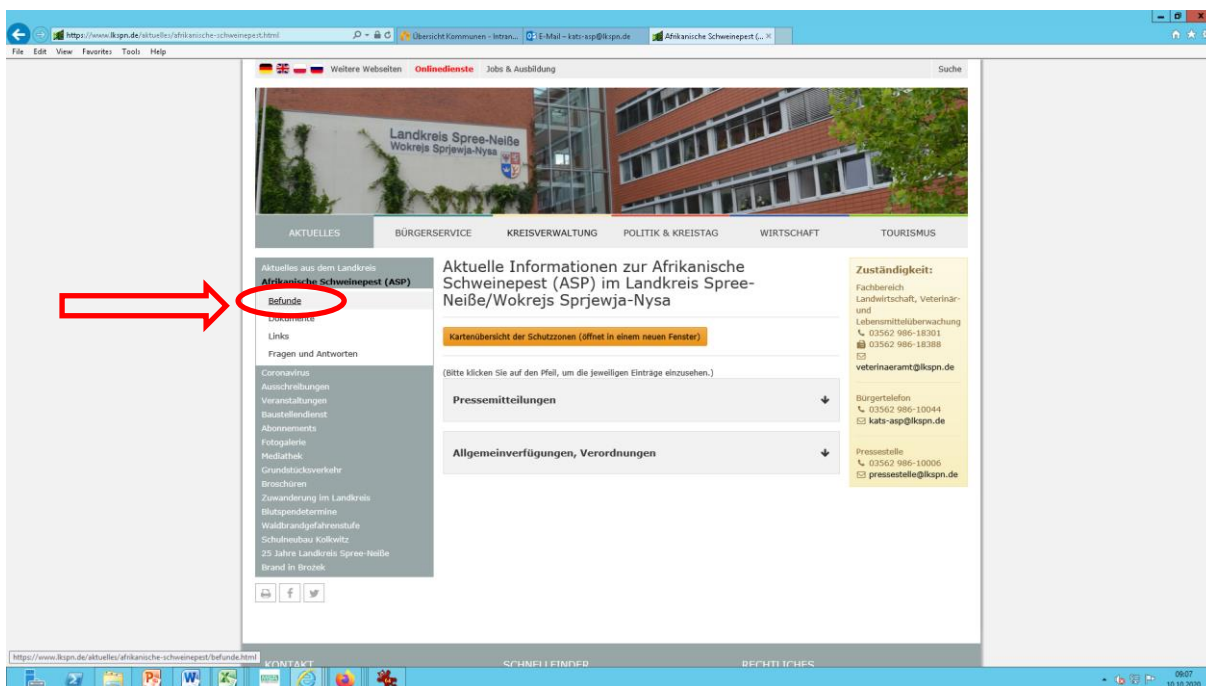 https://www.lkspn.de/aktuelles/afrikanische-schweinepest.html
Übersicht Kommunen - Intran...
E-Mail – kats-asp@lkspn.de
Afrikanische Schweinepest (...
File Edit View Favorites Tools Help
Weitere Webseiten Onlinedienste Jobs & Ausbildung Suche
Landkreis Spree-Neiße
Wokrejs Sprjewja-Nysa
AKTUELLES BÜRGERSERVICE KREISVERWALTUNG POLITIK & KREISTAG WIRTSCHAFT TOURISMUS
Aktuelles aus dem Landkreis
Afrikanische Schweinepest (ASP)
Befunde
Dokumente
Links
Fragen und Antworten
Coronavirus
Ausschreibungen
Veranstaltungen
Baustellendienst
Abonnements
Fotogalerie
Mediathek
Grundstücksverkehr
Broschüren
Zuwanderung im Landkreis
Blutspendetermine
Waldbrandgefahrenstufe
Schulneubau Kolkwitz
25 Jahre Landkreis Spree-Neiße
Brand in Brożek
Aktuelle Informationen zur Afrikanische
Schweinepest (ASP) im Landkreis Spree-
Neiße/Wokrejs Sprjewja-Nysa
Kartenübersicht der Schutzzonen (öffnet in einem neuen Fenster)
(Bitte klicken Sie auf den Pfeil, um die jeweiligen Einträge einzusehen.)
Pressemitteilungen
Allgemeinverfügungen, Verordnungen
Zuständigkeit:
Fachbereich
Landwirtschaft, Veterinär-
und
Lebensmittelüberwachung
03562 986-18301
03562 986-18388
veterinaeramt@lkspn.de
Bürgertelefon
03562 986-10044
kats-asp@lkspn.de
Pressestelle
03562 986-10006
pressestelle@lkspn.de
https://www.lkspn.de/aktuelles/afrikanische-schweinepest/befunde.html
KONTAKT SCHNELLFINDER RECHTLICHES
09:07
10.10.2020